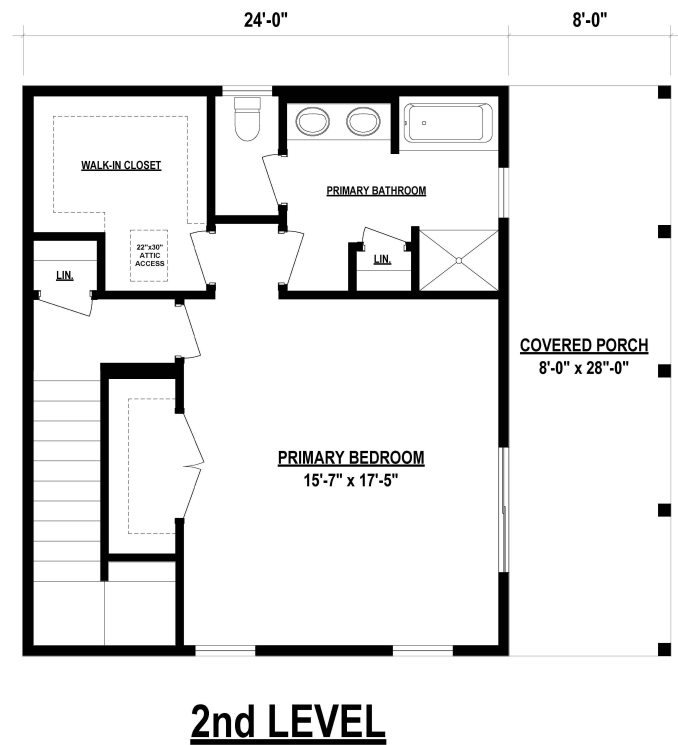 24'-0" 8'-0"
WALK-IN CLOSET
PRIMARY BATHROOM
22"x30"
ATTIC
ACCESS
LIN.
LIN.
COVERED PORCH
8'-0" x 28"-0"
PRIMARY BEDROOM
15'-7" x 17'-5"
2nd LEVEL